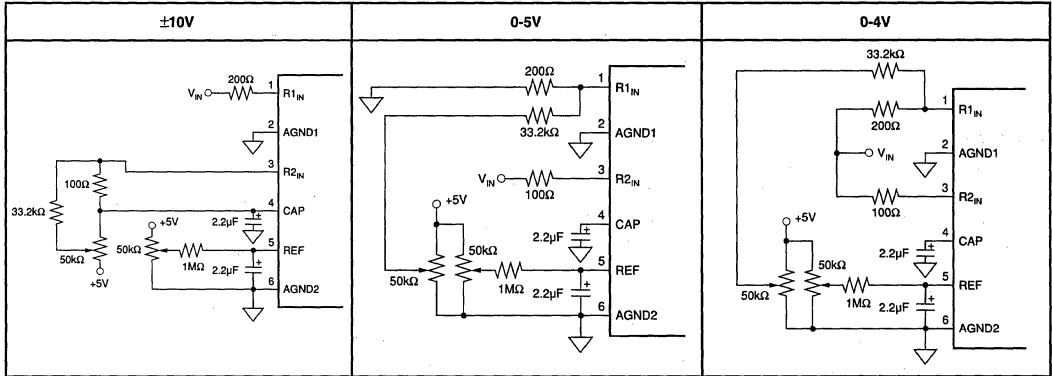 ±10V
200Ω
V_IN
1
R1_IN
2
AGND1
3
R2_IN
100Ω
4
CAP
33.2kΩ
+5V
2.2µF
+
50kΩ
50kΩ
5
REF
1MΩ
2.2µF
+
+5V
6
AGND2
0-5V
200Ω
1
R1_IN
33.2kΩ
2
AGND1
V_IN
3
R2_IN
100Ω
+5V
4
CAP
2.2µF
+
50kΩ
50kΩ
5
REF
1MΩ
2.2µF
+
6
AGND2
0-4V
33.2kΩ
1
R1_IN
200Ω
2
AGND1
V_IN
3
R2_IN
100Ω
+5V
4
CAP
2.2µF
+
50kΩ
50kΩ
5
REF
1MΩ
2.2µF
+
6
AGND2